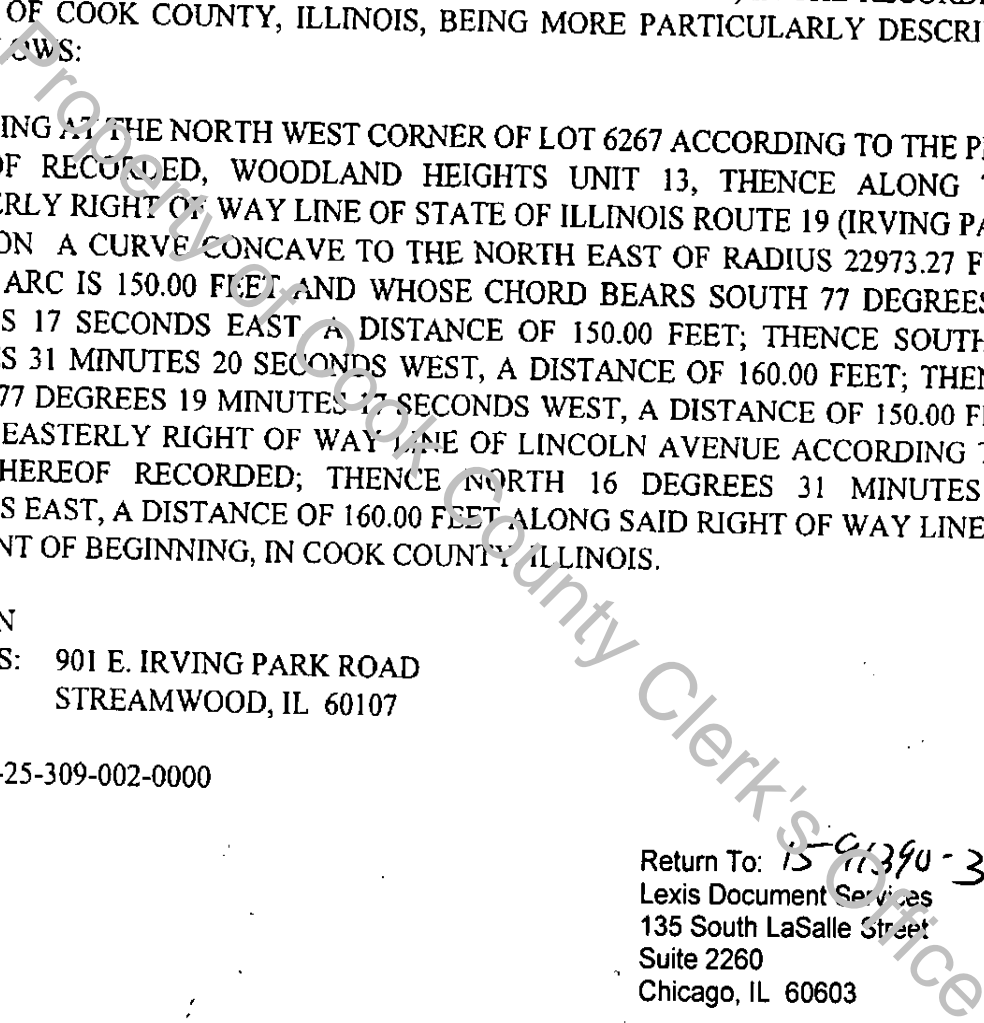 OF COOK COUNTY, ILLINOIS, BEING MORE PARTICULARLY DESCRI
OWS:
ING AT THE NORTH WEST CORNER OF LOT 6267 ACCORDING TO THE P
OF RECORDED, WOODLAND HEIGHTS UNIT 13, THENCE ALONG
ERLY RIGHT OF WAY LINE OF STATE OF ILLINOIS ROUTE 19 (IRVING PA
ON A CURVE CONCAVE TO THE NORTH EAST OF RADIUS 22973.27 F
ARC IS 150.00 FEET AND WHOSE CHORD BEARS SOUTH 77 DEGREES
S 17 SECONDS EAST A DISTANCE OF 150.00 FEET; THENCE SOUTH
ES 31 MINUTES 20 SECONDS WEST, A DISTANCE OF 160.00 FEET; THEN
77 DEGREES 19 MINUTES SECONDS WEST, A DISTANCE OF 150.00 F
EASTERLY RIGHT OF WAY LINE OF LINCOLN AVENUE ACCORDING T
HEREOF RECORDED; THENCE NORTH 16 DEGREES 31 MINUTES
S EAST, A DISTANCE OF 160.00 FEET ALONG SAID RIGHT OF WAY LINE
NT OF BEGINNING, IN COOK COUNTY ILLINOIS.
N
S: 901 E. IRVING PARK ROAD
STREAMWOOD, IL 60107
-25-309-002-0000
Return To: 15-91390-3
Lexis Document Services
135 South LaSalle Street
Suite 2260
Chicago, IL 60603
Property of Cook County Clerk's Office